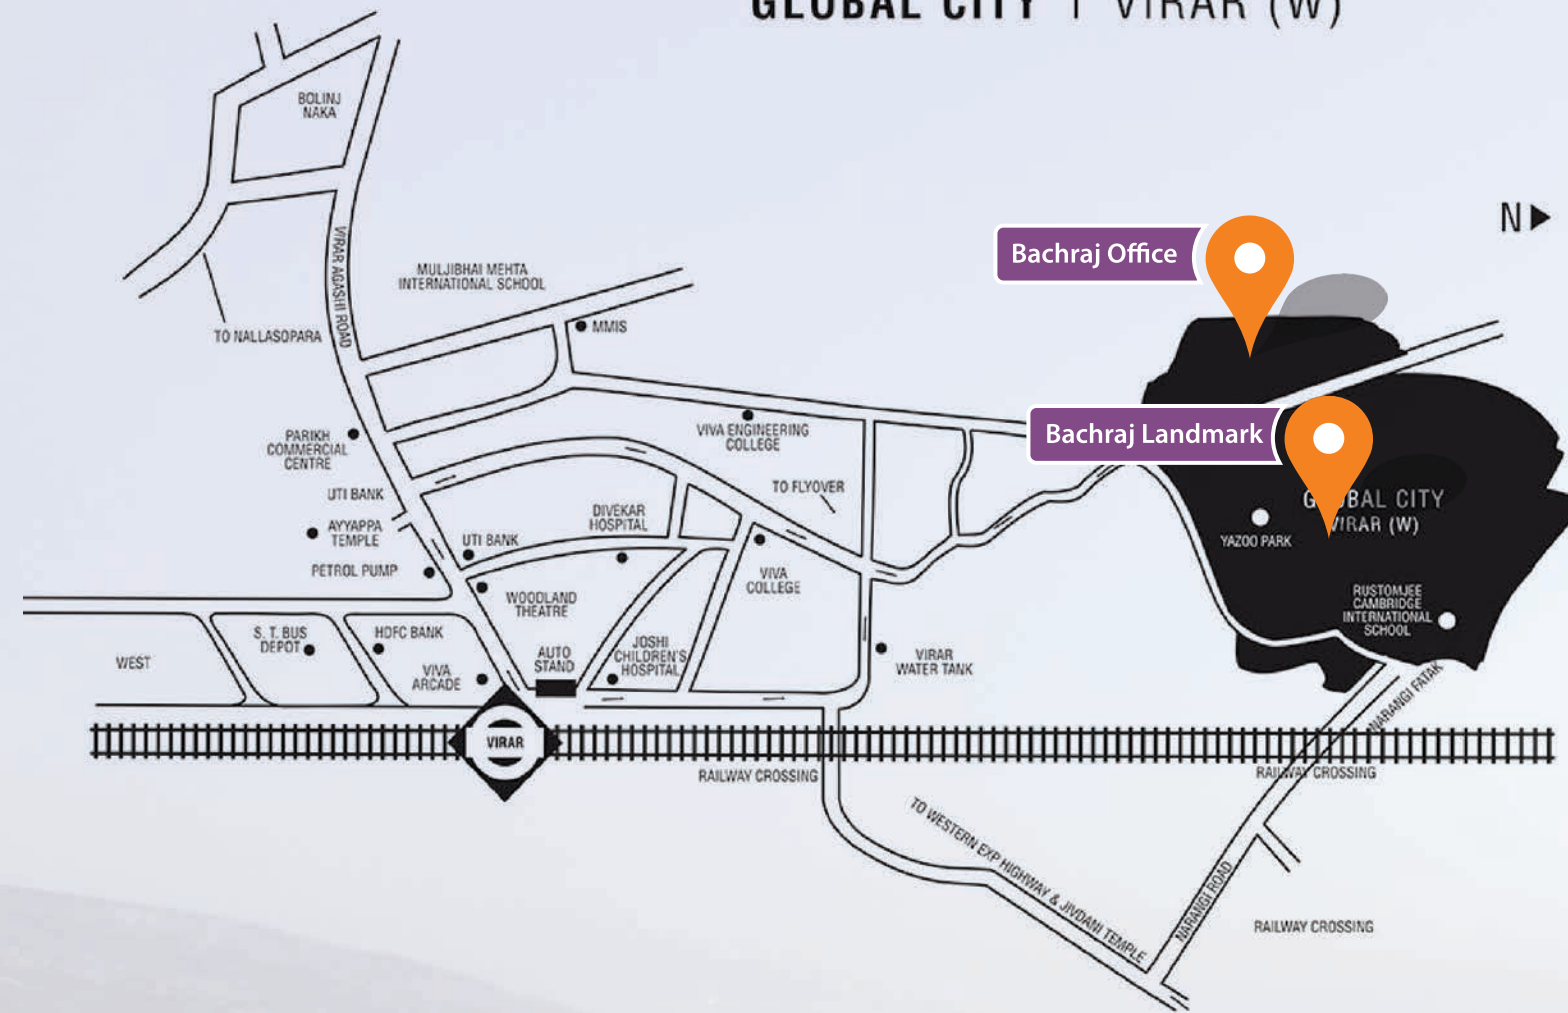 GLOBAL CITY | VIRAR (W)
BOLINJ
NAKA
N
Bachraj Office
VIRAR AGASHI ROAD
MULJIBHAI MEHTA
INTERNATIONAL SCHOOL
TO NALLASOPARA
MMIS
PARIKH
COMMERCIAL
CENTRE
VIVA ENGINEERING
COLLEGE
Bachraj Landmark
UTI BANK
TO FLYOVER
GLOBAL CITY
VIRAR (W)
AYYAPPA
TEMPLE
UTI BANK
DIVEKAR
HOSPITAL
YAZOO PARK
PETROL PUMP
VIVA
COLLEGE
WOODLAND
THEATRE
RUSTOMJEE
CAMBRIDGE
INTERNATIONAL
SCHOOL
WEST
S. T. BUS
DEPOT
HDFC BANK
VIVA
ARCADE
AUTO
STAND
JOSHI
CHILDREN'S
HOSPITAL
VIRAR
WATER TANK
NARANGI FATAK
VIRAR
RAILWAY CROSSING
RAILWAY CROSSING
TO WESTERN EXP HIGHWAY & JIVDANI TEMPLE
NARANGI ROAD
RAILWAY CROSSING